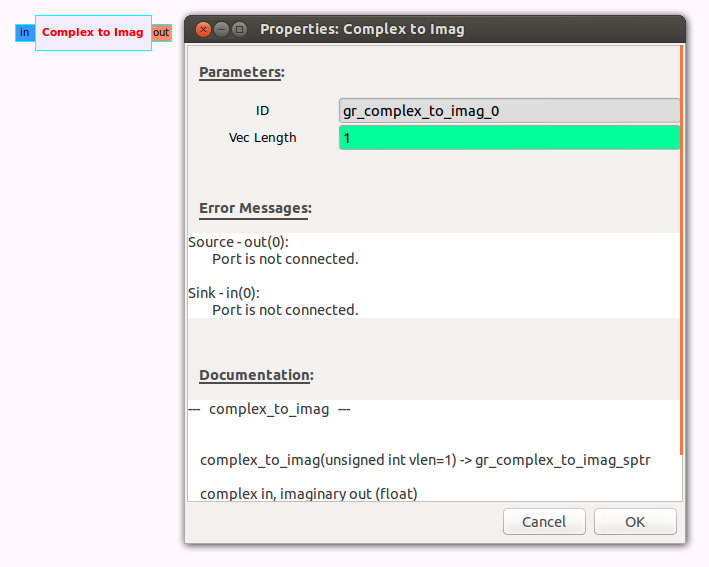 in Complex to Imag out
Properties: Complex to Imag
Parameters:
ID gr_complex_to_imag_0
Vec Length 1
Error Messages:
Source - out(0):
Port is not connected.
Sink - in(0):
Port is not connected.
Documentation:
--- complex_to_imag ---
complex_to_imag(unsigned int vlen=1) -> gr_complex_to_imag_sptr
complex in, imaginary out (float)
Cancel OK